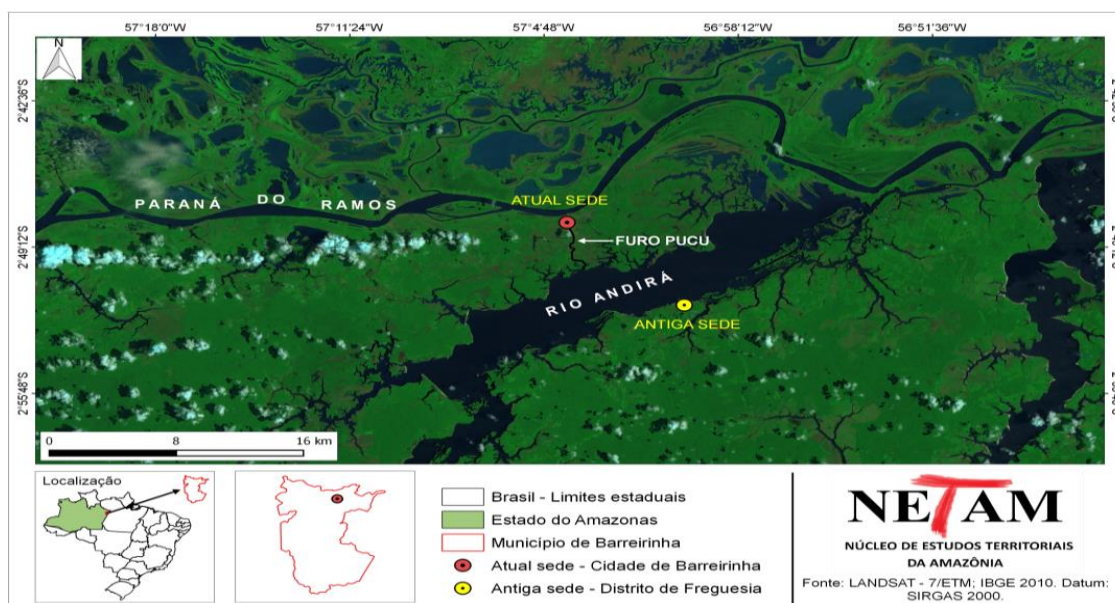 57°18'0"W 57°11'24"W 57°4'48"W 56°58'12"W 56°51'36"W
N
2°42'36"S
PARANÁ DO RAMOS
ATUAL SEDE
2°49'12"S
FURO PUCU
RIO ANDIRÁ
ANTIGA SEDE
2°55'48"S
0 8 16 km
Localização
Brasil - Limites estaduais
Estado do Amazonas
Município de Barreirinha
Atual sede - Cidade de Barreirinha
Antiga sede - Distrito de Freguesia
NETAM
NÚCLEO DE ESTUDOS TERRITORIAIS
DA AMAZÔNIA
Fonte: LANDSAT - 7/ETM; IBGE 2010. Datum:
SIRGAS 2000.